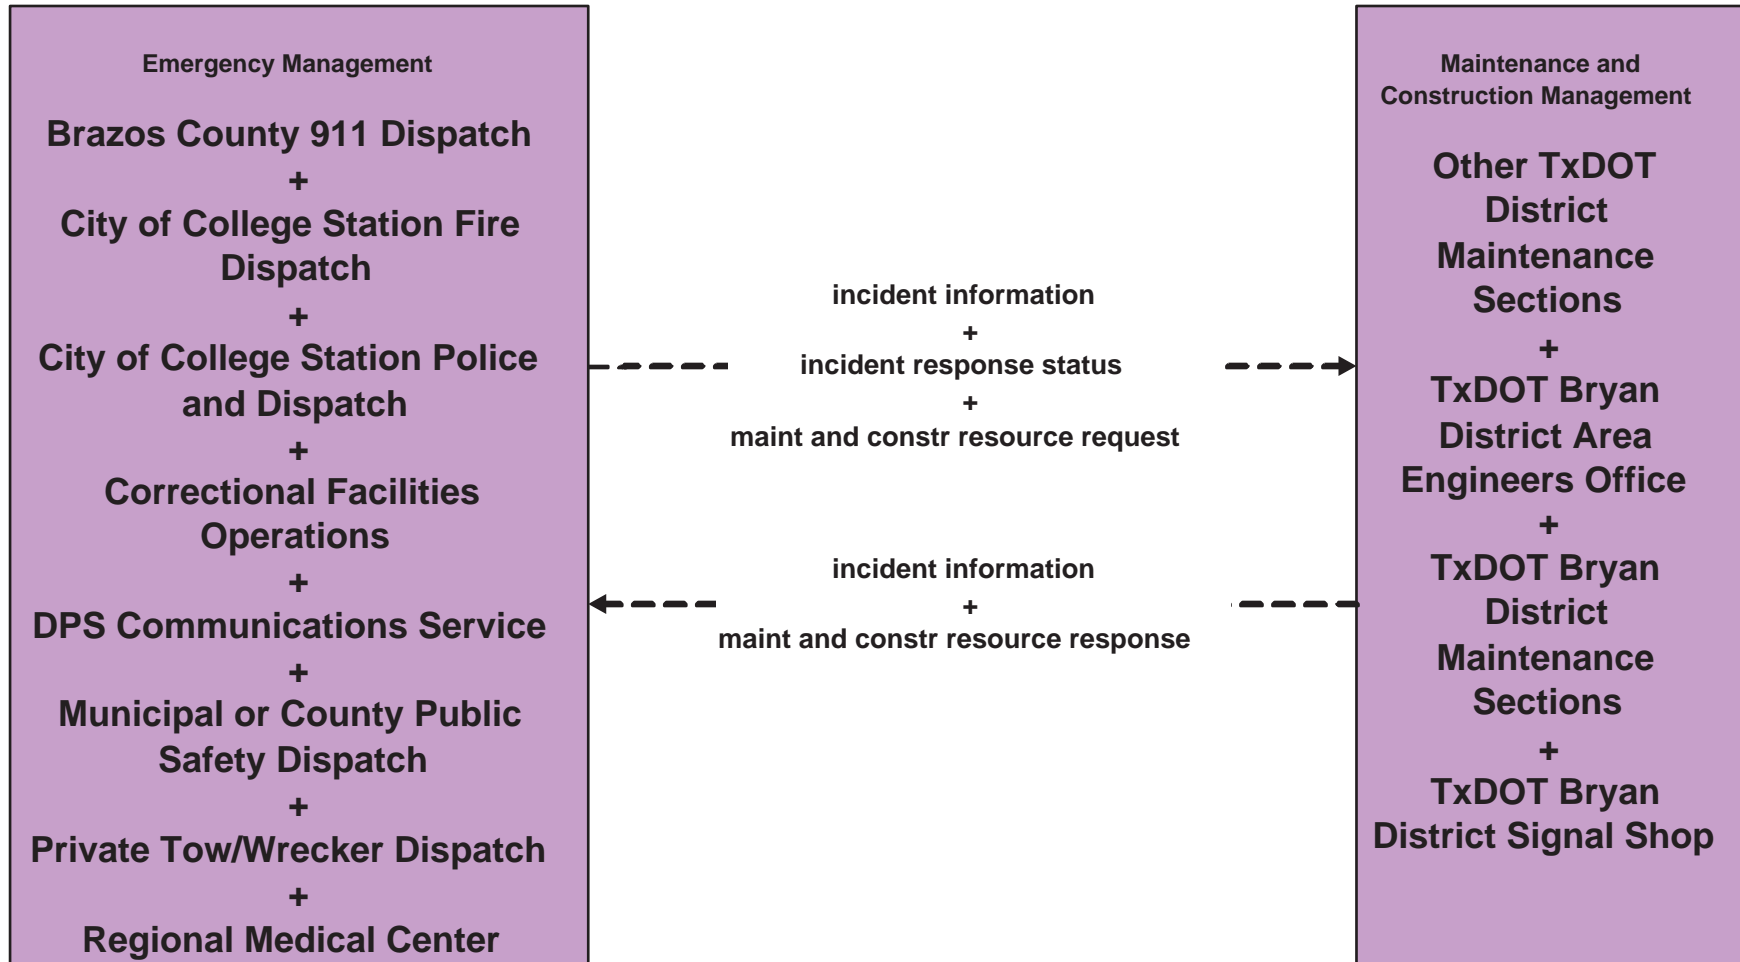 Emergency Management
Brazos County 911 Dispatch
+
City of College Station Fire
Dispatch
+
City of College Station Police
and Dispatch
+
Correctional Facilities
Operations
+
DPS Communications Service
+
Municipal or County Public
Safety Dispatch
+
Private Tow/Wrecker Dispatch
+
Regional Medical Center
incident information
+
incident response status
+
maint and constr resource request
incident information
+
maint and constr resource response
Maintenance and
Construction Management
Other TxDOT
District
Maintenance
Sections
+
TxDOT Bryan
District Area
Engineers Office
+
TxDOT Bryan
District
Maintenance
Sections
+
TxDOT Bryan
District Signal Shop